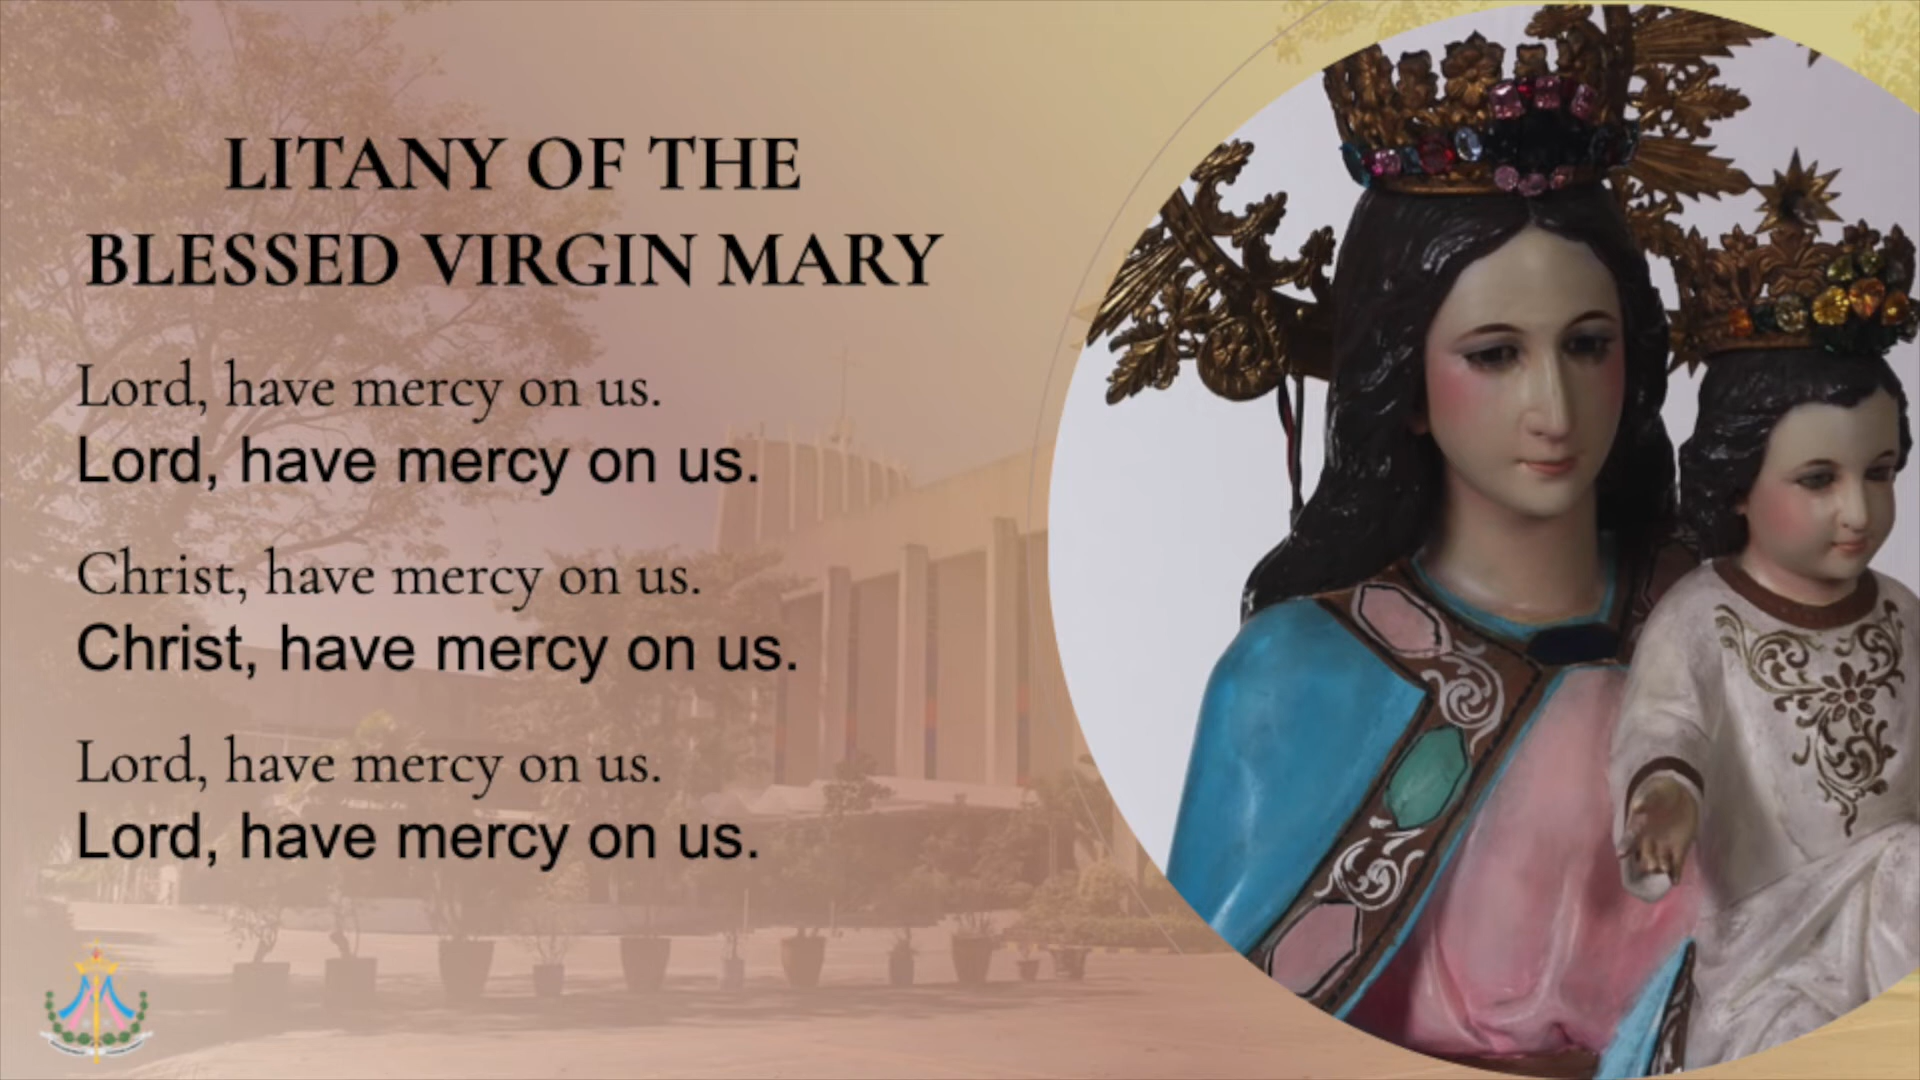 LITANY OF THE
BLESSED VIRGIN MARY
Lord, have mercy on us.
Lord, have mercy on us.
Christ, have mercy on us.
Christ, have mercy on us.
Lord, have mercy on us.
Lord, have mercy on us.